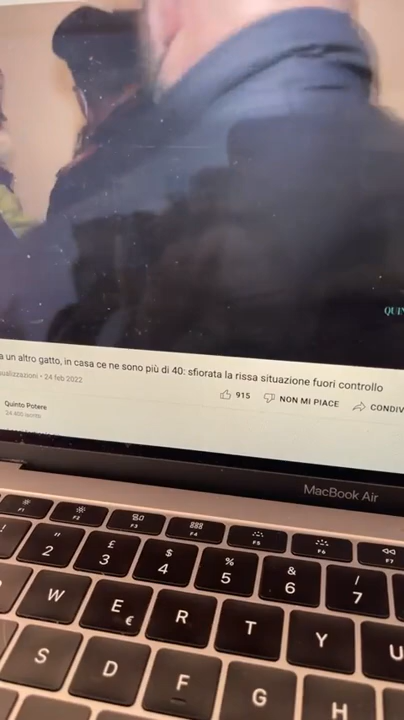 QUIN
a un altro gatto, in casa ce ne sono più di 40: sfiorata la rissa situazione fuori controllo
ualizzazioni • 24 feb 2022
915 NON MI PIACE CONDIV
Quinto Potere
MacBook Air
F1 F2 F3 F4 F5 F6 F7
! " £ $ % & /
2 3 4 5 6 7
W E € R T Y U
S D F G H